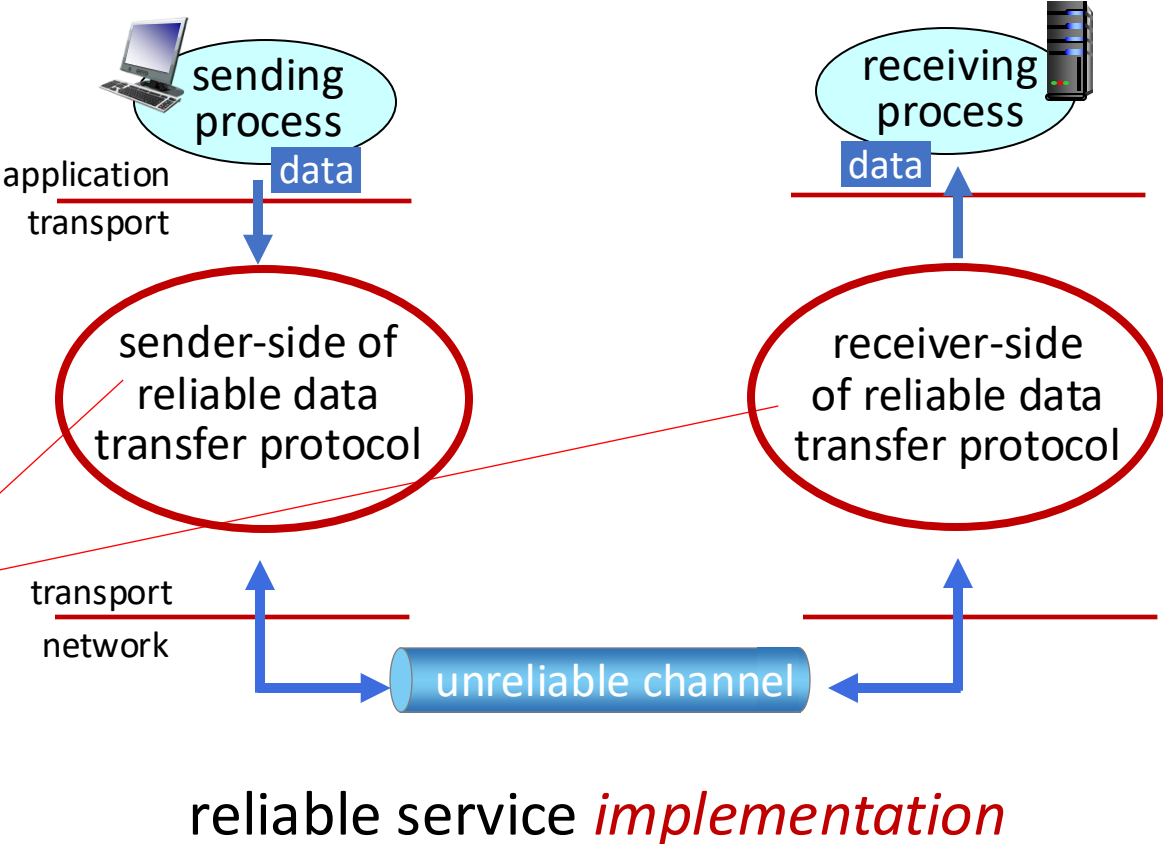 sending
process
data
receiving
process
data
application
transport
sender-side of
reliable data
transfer protocol
receiver-side
of reliable data
transfer protocol
transport
network
unreliable channel
reliable service implementation